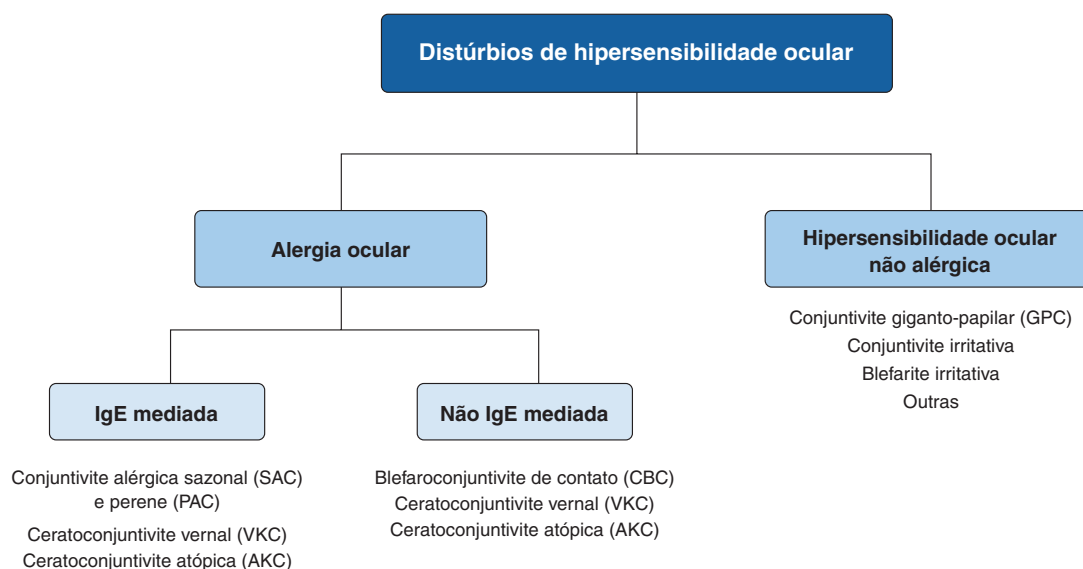 Distúrbios de hipersensibilidade ocular
Alergia ocular
Hipersensibilidade ocular
não alérgica
Conjuntivite giganto-papilar (GPC)
Conjuntivite irritativa
Blefarite irritativa
Outras
IgE mediada
Não IgE mediada
Conjuntivite alérgica sazonal (SAC)
e perene (PAC)
Ceratoconjuntivite vernal (VKC)
Ceratoconjuntivite atópica (AKC)
Blefaroconjuntivite de contato (CBC)
Ceratoconjuntivite vernal (VKC)
Ceratoconjuntivite atópica (AKC)